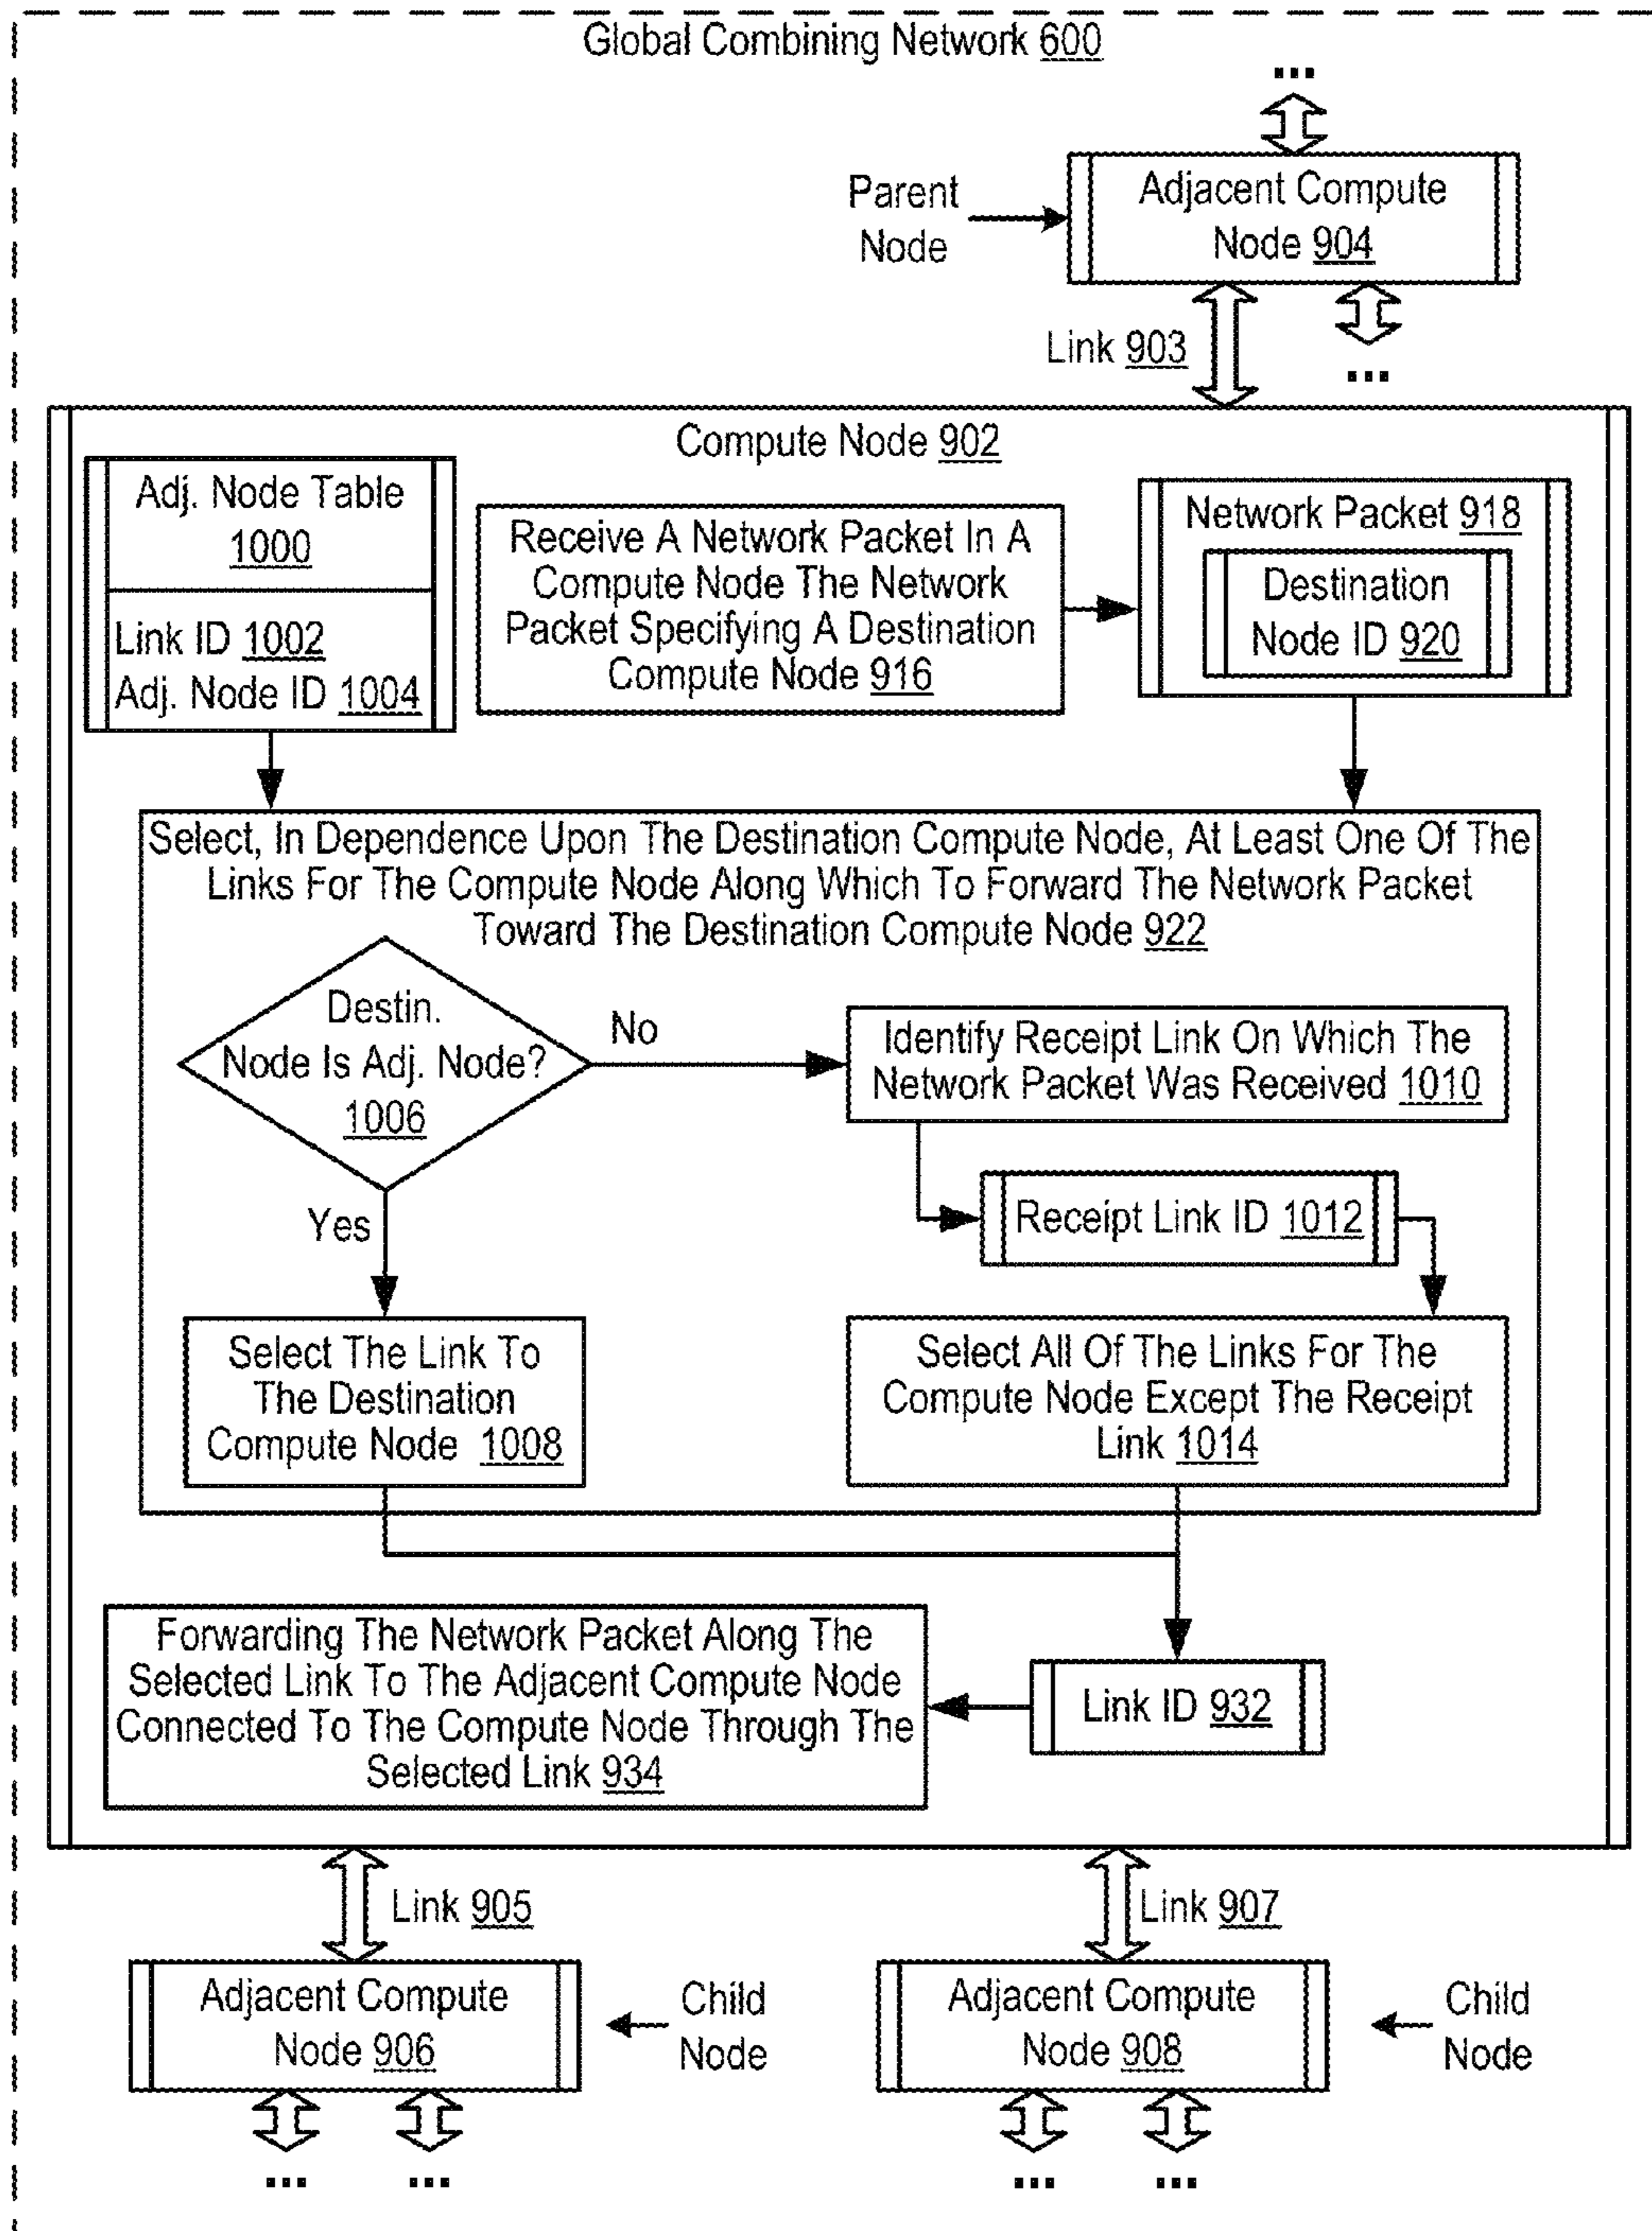 Global Combining Network 600
...
Parent
Node
Adjacent Compute
Node 904
Link 903
...
Compute Node 902
Adj. Node Table
1000
Link ID 1002
Adj. Node ID 1004
Receive A Network Packet In A
Compute Node The Network
Packet Specifying A Destination
Compute Node 916
Network Packet 918
Destination
Node ID 920
Select, In Dependence Upon The Destination Compute Node, At Least One Of The
Links For The Compute Node Along Which To Forward The Network Packet
Toward The Destination Compute Node 922
Destin.
Node Is Adj. Node?
1006
No
Identify Receipt Link On Which The
Network Packet Was Received 1010
Yes
Receipt Link ID 1012
Select The Link To
The Destination
Compute Node 1008
Select All Of The Links For The
Compute Node Except The Receipt
Link 1014
Forwarding The Network Packet Along The
Selected Link To The Adjacent Compute Node
Connected To The Compute Node Through The
Selected Link 934
Link ID 932
Link 905
Link 907
Adjacent Compute
Node 906
Child
Node
Adjacent Compute
Node 908
Child
Node
... ...
... ...